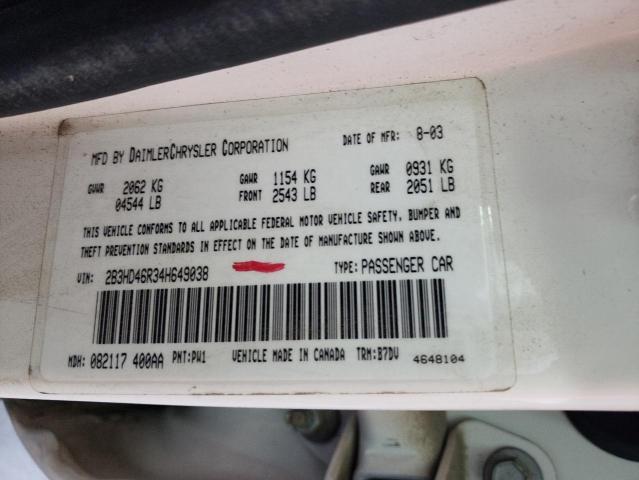 MFD BY DAIMLERCHRYSLER CORPORATION DATE OF MFR: 8-03
GVWR 2062 KG GAWR 1154 KG GAWR 0931 KG
04544 LB FRONT 2543 LB REAR 2051 LB
THIS VEHICLE CONFORMS TO ALL APPLICABLE FEDERAL MOTOR VEHICLE SAFETY, BUMPER AND
THEFT PREVENTION STANDARDS IN EFFECT ON THE DATE OF MANUFACTURE SHOWN ABOVE.
VIN: 2B3HD46R34H649038 TYPE: PASSENGER CAR
MDH: 082117 400AA PNT:PW1 VEHICLE MADE IN CANADA TRM:B7DV 4648104